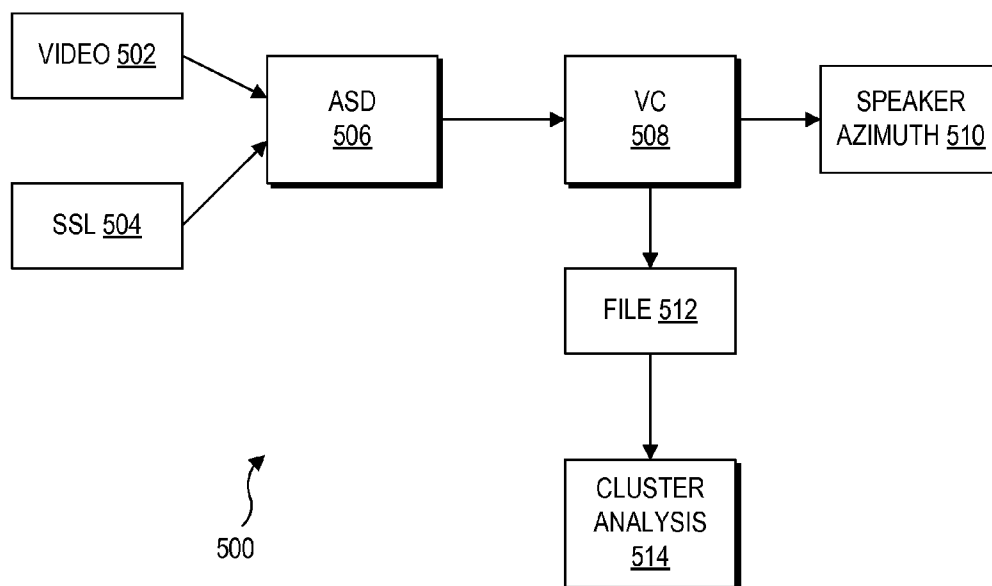 VIDEO 502
SSL 504
ASD
506
VC
508
SPEAKER
AZIMUTH 510
FILE 512
CLUSTER
ANALYSIS
514
500